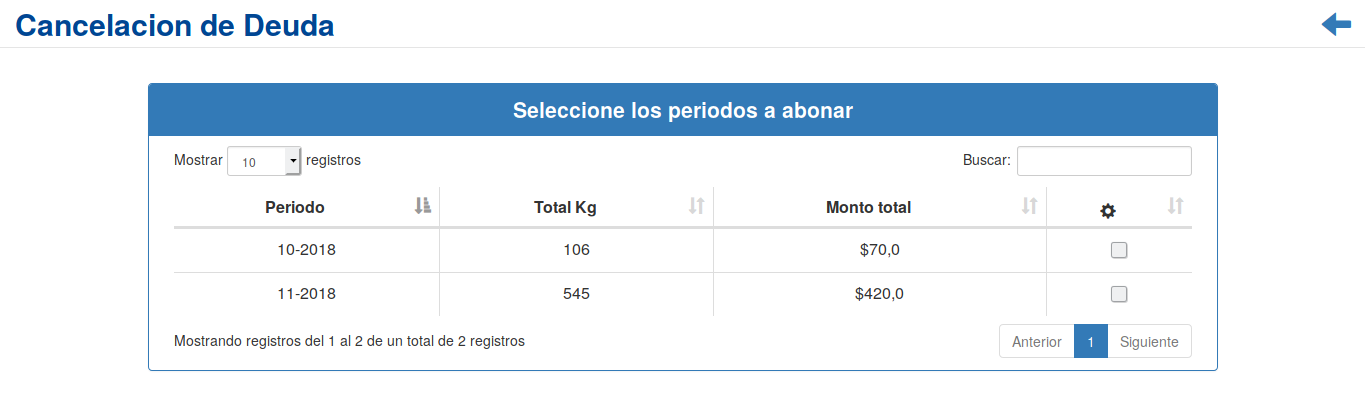 Cancelacion de Deuda
Seleccione los periodos a abonar
Mostrar 10 registros Buscar:
Periodo Total Kg Monto total
10-2018 106 $70,0
11-2018 545 $420,0
Mostrando registros del 1 al 2 de un total de 2 registros Anterior 1 Siguiente